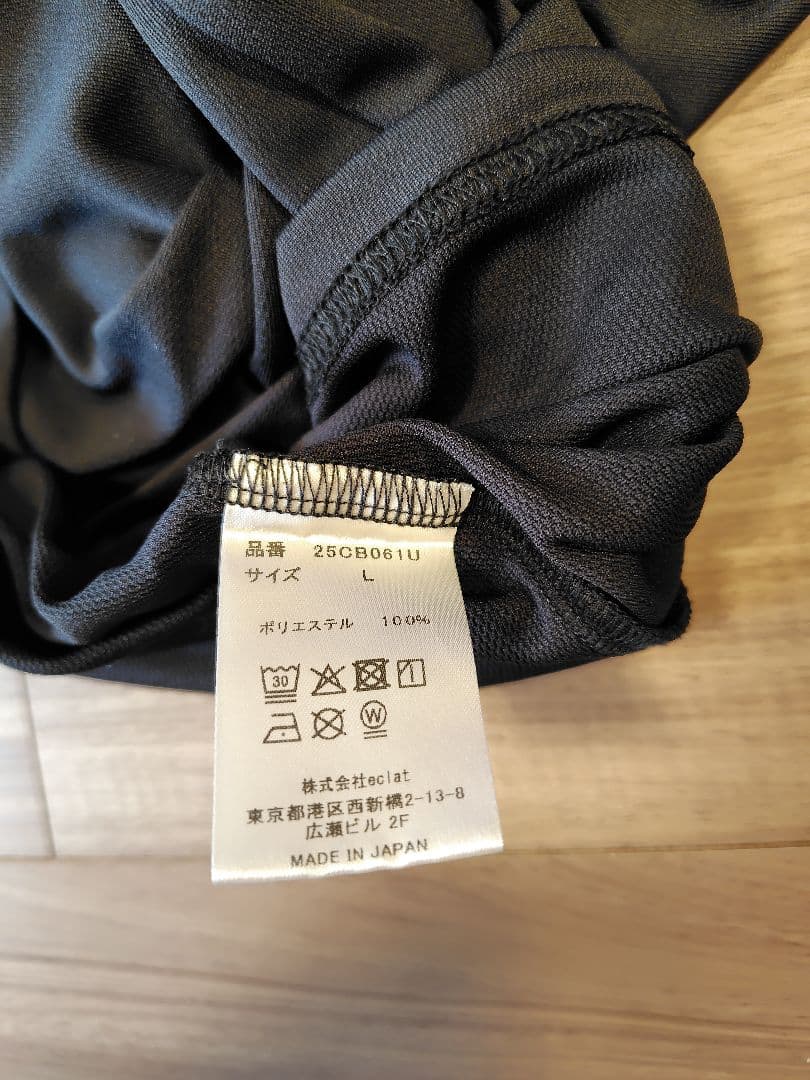 品番 25CB061U
サイズ L
ポリエステル 100%
30
W
株式会社eclat
東京都港区西新橋2-13-8
広瀬ビル 2F
MADE IN JAPAN